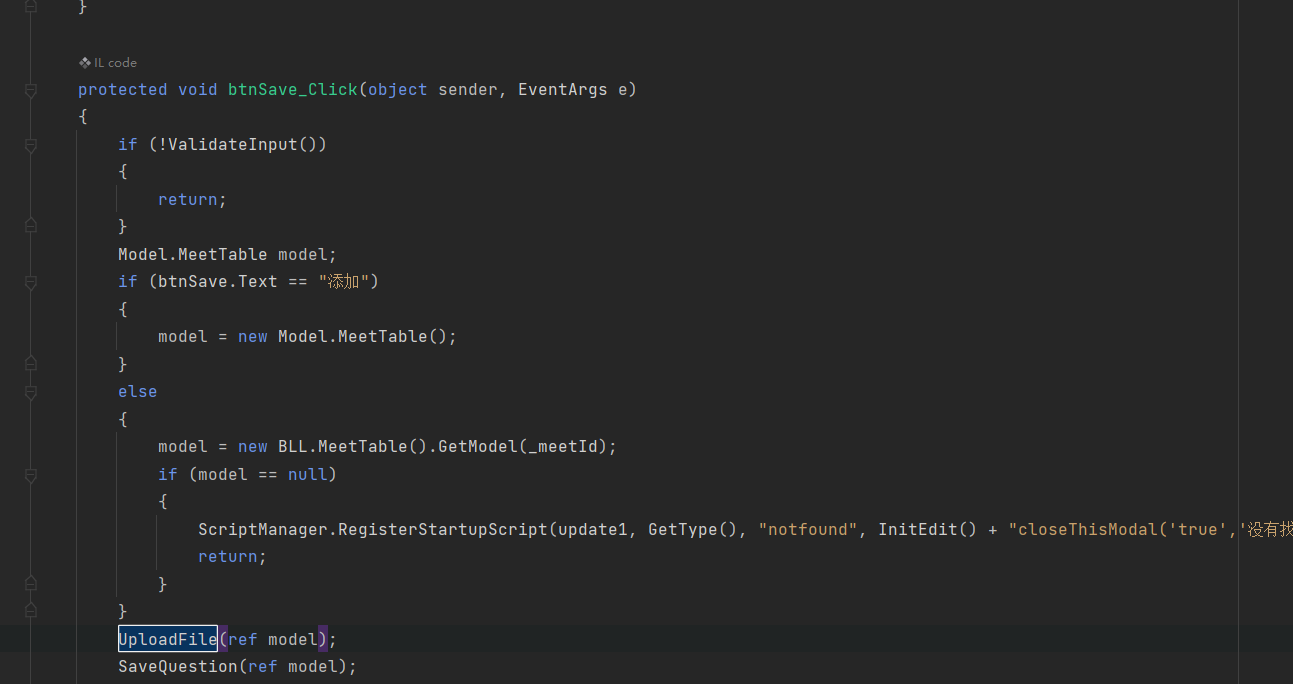 }
IL code
protected void btnSave_Click(object sender, EventArgs e)
{
if (!ValidateInput())
{
return;
}
Model.MeetTable model;
if (btnSave.Text == "添加")
{
model = new Model.MeetTable();
}
else
{
model = new BLL.MeetTable().GetModel(_meetId);
if (model == null)
{
ScriptManager.RegisterStartupScript(update1, GetType(), "notfound", InitEdit() + "closeThisModal('true','没有找
return;
}
}
UploadFile(ref model);
SaveQuestion(ref model);